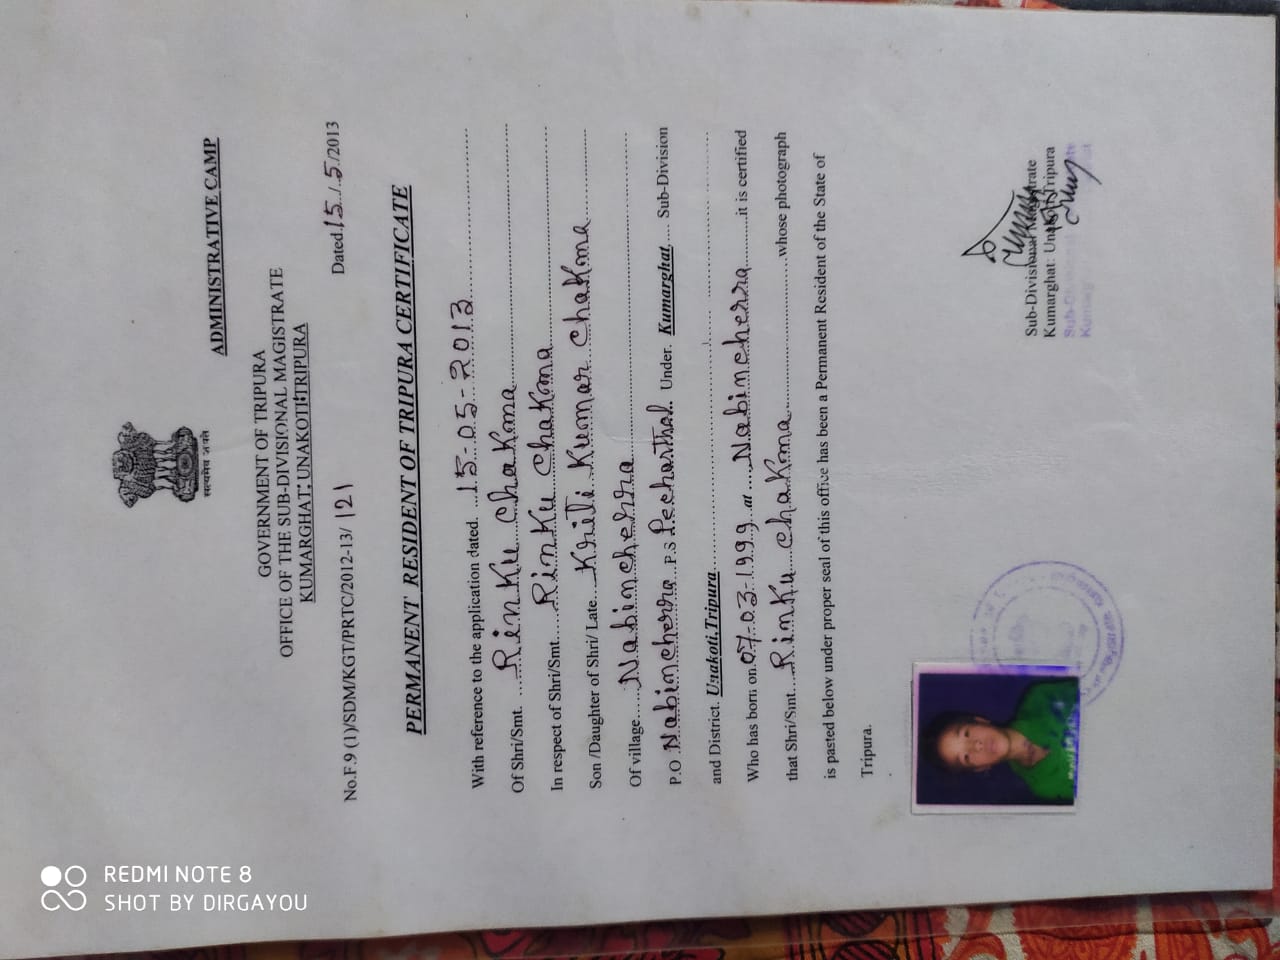 सत्यमेव जयते
ADMINISTRATIVE CAMP
GOVERNMENT OF TRIPURA
OFFICE OF THE SUB-DIVISIONAL MAGISTRATE
KUMARGHAT: UNAKOTI:TRIPURA
No.F.9 (1)/SDM/KGT/PRTC/2012-13/ 121 Dated 15/5/2013
PERMANENT RESIDENT OF TRIPURA CERTIFICATE
With reference to the application dated. 15-05-2013
Of Shri/Smt. Rinku Chakma
In respect of Shri/Smt. Rinku Chakma
Son /Daughter of Shri/ Late. Kriti Kumar Chakma
Of village. Nabincherra
P.O Nabincherra P.S Pecharthal Under. Kumarghat Sub-Division
and District. Unakoti,Tripura
Who has born on 07-03-1999 at Nabincherra it is certified
that Shri/Smt. Rinku Chakma whose photograph
is pasted below under proper seal of this office has been a Permanent Resident of the State of
Tripura.
Sub-Divisional Magistrate
Kumarghat: Unakoti Tripura
REDMI NOTE 8
SHOT BY DIRGAYOU